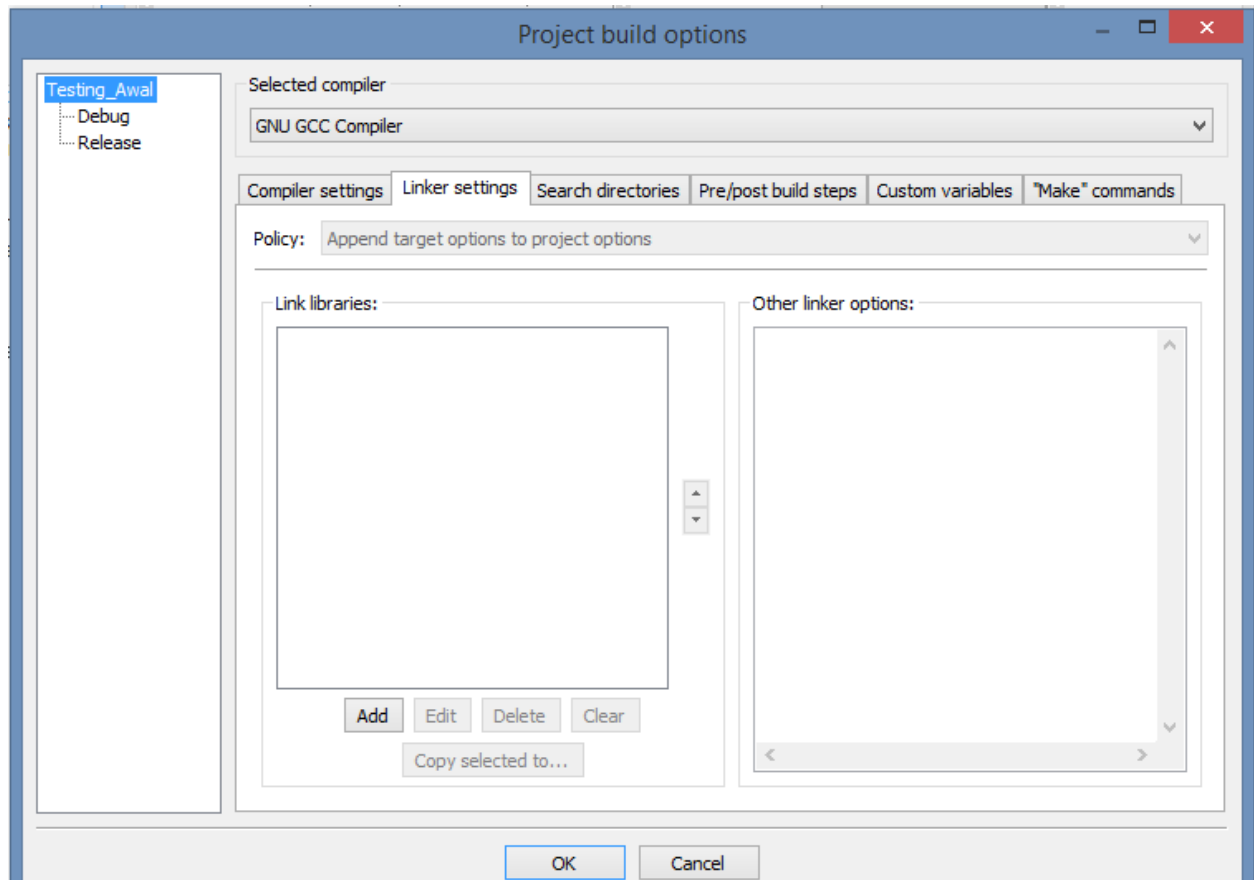 Project build options
Testing_Awal
Debug
Release
Selected compiler
GNU GCC Compiler
Compiler settings Linker settings Search directories Pre/post build steps Custom variables "Make" commands
Policy: Append target options to project options
Link libraries:
Other linker options:
Add Edit Delete Clear
Copy selected to...
OK Cancel